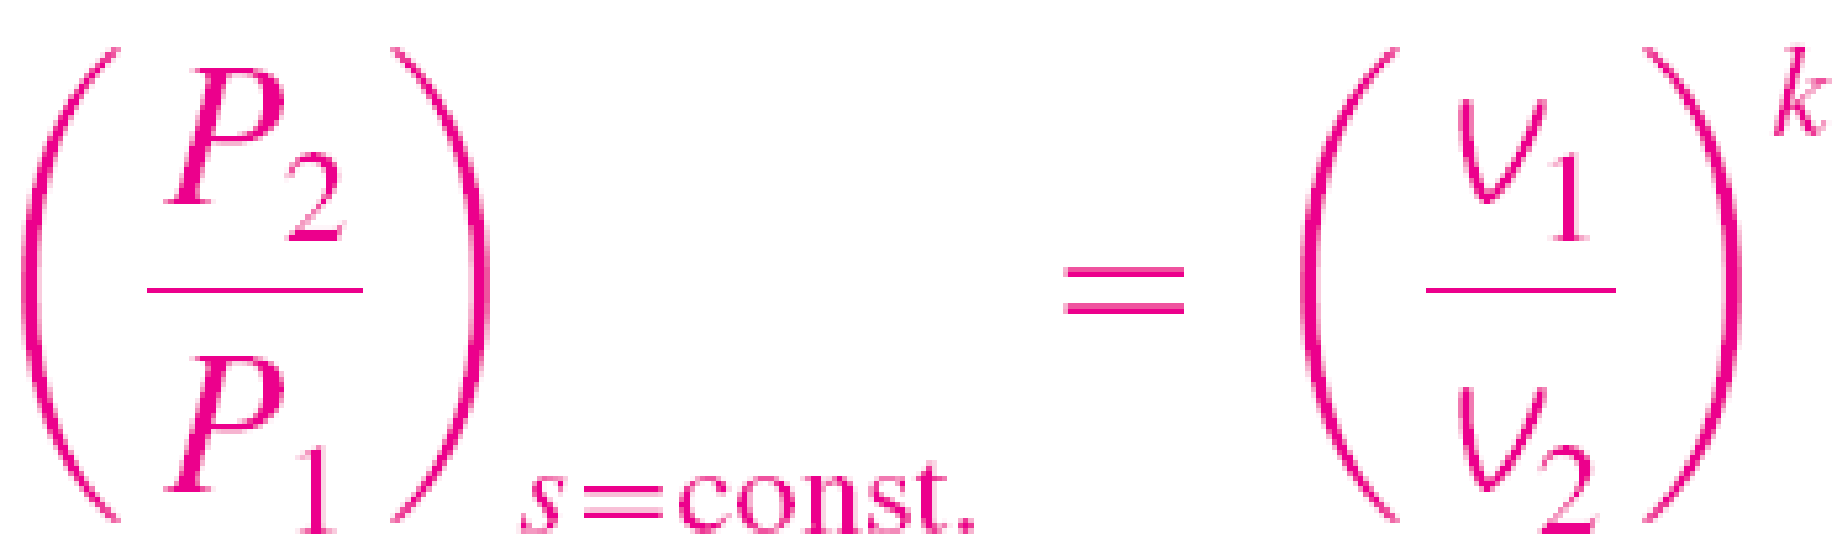 (P₂/P₁)ₛ₌const. = (v₁/v₂)ᵏ